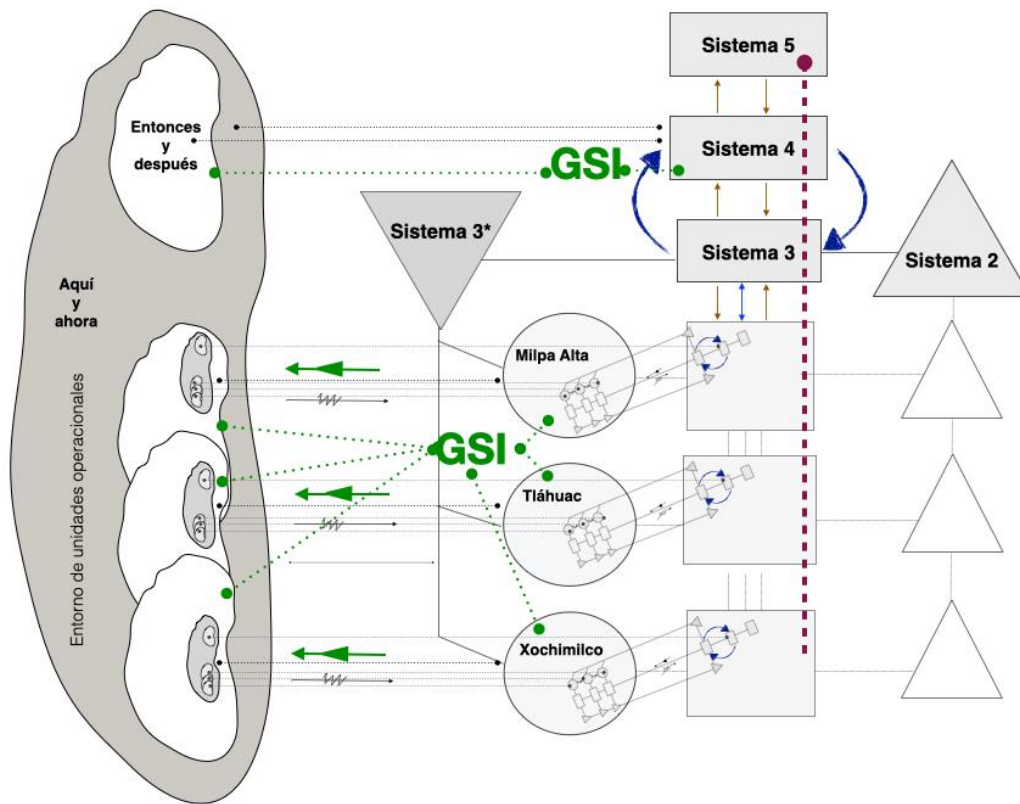 Sistema 5
Entonces
y
después
Sistema 4
GSI
Sistema 3*
Sistema 3
Sistema 2
Aquí
y
ahora
Milpa Alta
GSI
Tláhuac
Entorno de unidades operacionales
Xochimilco